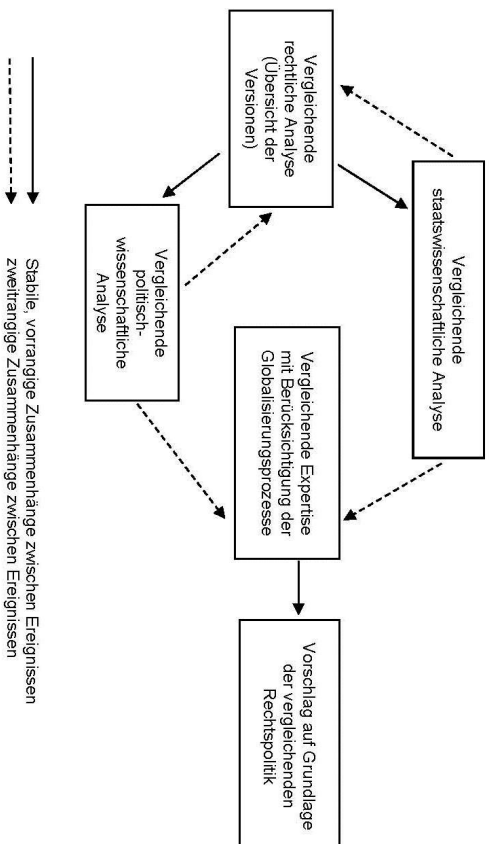 Vergleichende
staatswissenschaftliche Analyse
Vergleichende
rechtliche Analyse
(Übersicht der
Versionen)
Vergleichende Expertise
mit Berücksichtigung der
Globalisierungsprozesse
Vorschlag auf Grundlage
der vergleichenden
Rechtspolitik
Vergleichende
politisch-
wissenschaftliche
Analyse
Stabile, vorrangige Zusammenhänge zwischen Ereignissen
zweitrangige Zusammenhänge zwischen Ereignissen